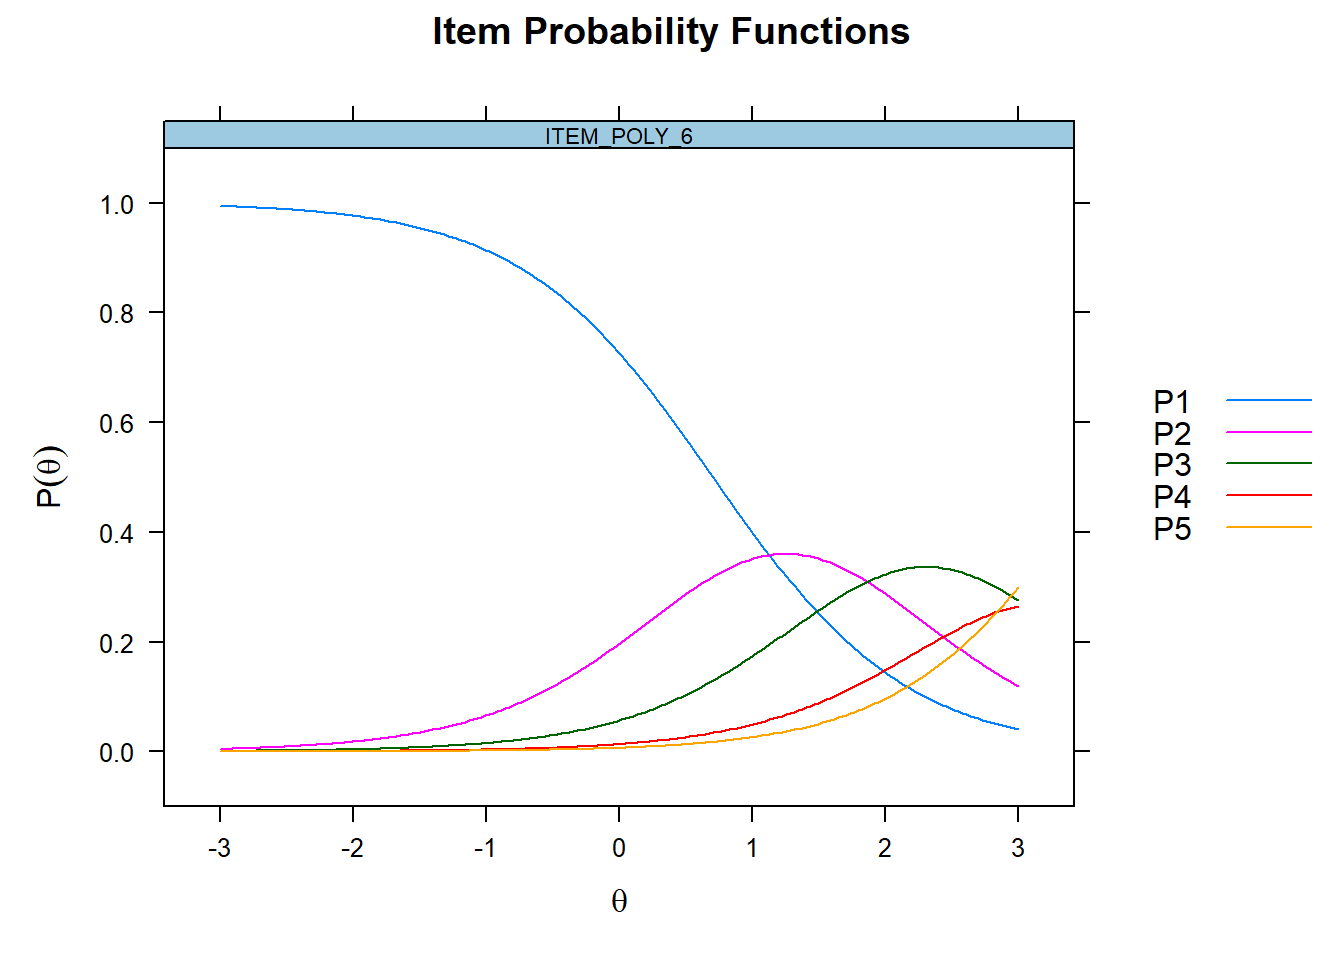 Item Probability Functions
ITEM_POLY_6
1.0
0.8
0.6
0.4
0.2
0.0
P(θ)
-3 -2 -1 0 1 2 3
θ
P1
P2
P3
P4
P5